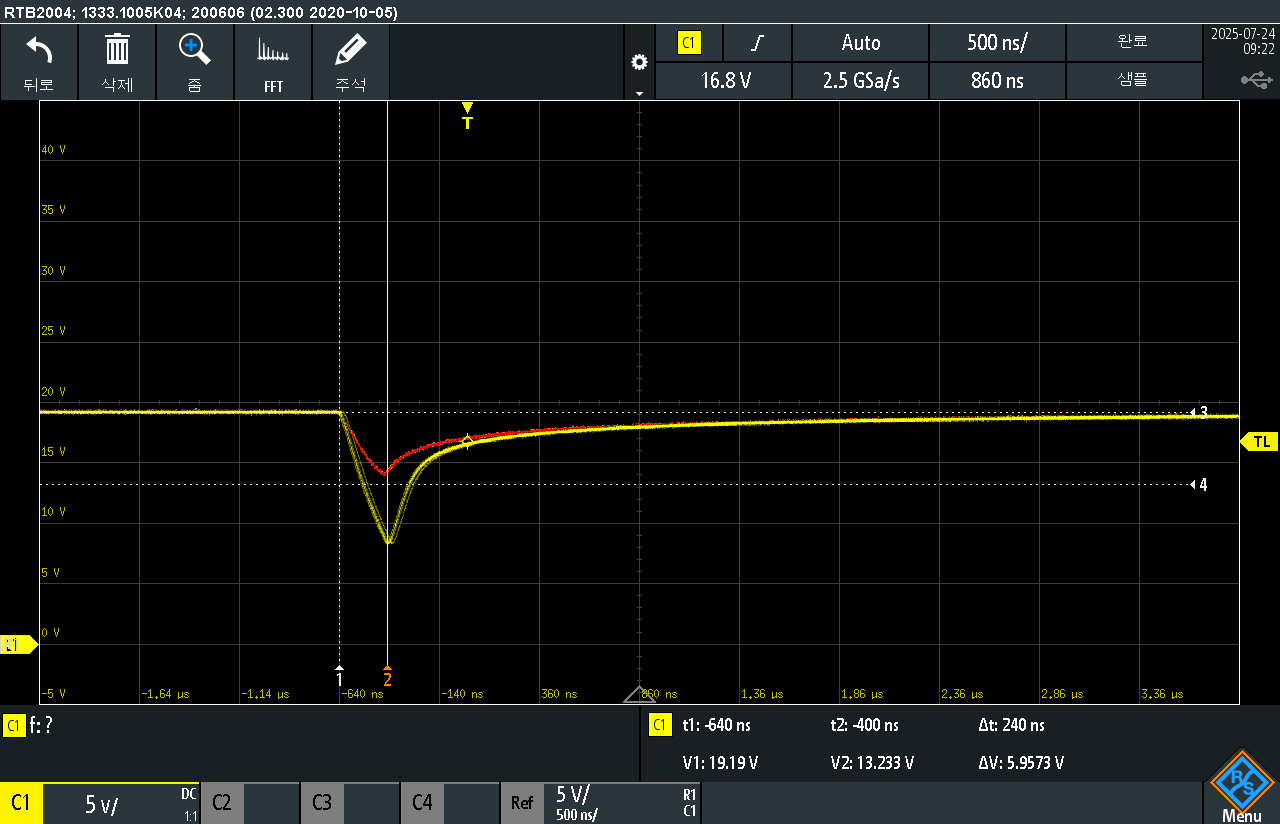 RTB2004; 1333.1005K04; 200606 (02.300 2020-10-05)
뒤로
삭제
줌
FFT
주석
C1
Auto
500 ns/
완료
2025-07-24
09:22
16.8 V
2.5 GSa/s
860 ns
샘플
T
40 V
35 V
30 V
25 V
20 V
3
TL
15 V
4
10 V
5 V
0 V
1
2
-5 V
-1.64 µs
-1.14 µs
-640 ns
-140 ns
360 ns
860 ns
1.36 µs
1.86 µs
2.36 µs
2.86 µs
3.36 µs
C1
f: ?
C1
t1: -640 ns
t2: -400 ns
Δt: 240 ns
V1: 19.19 V
V2: 13.233 V
ΔV: 5.9573 V
C1
5 V/
DC
1:1
C2
C3
C4
Ref
5 V/
500 ns/
R1
C1
R
S
Menu